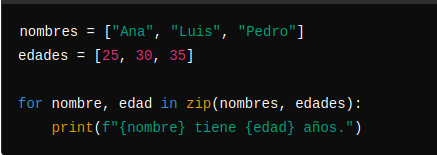 nombres = ["Ana", "Luis", "Pedro"]
edades = [25, 30, 35]

for nombre, edad in zip(nombres, edades):
    print(f"{nombre} tiene {edad} años.")